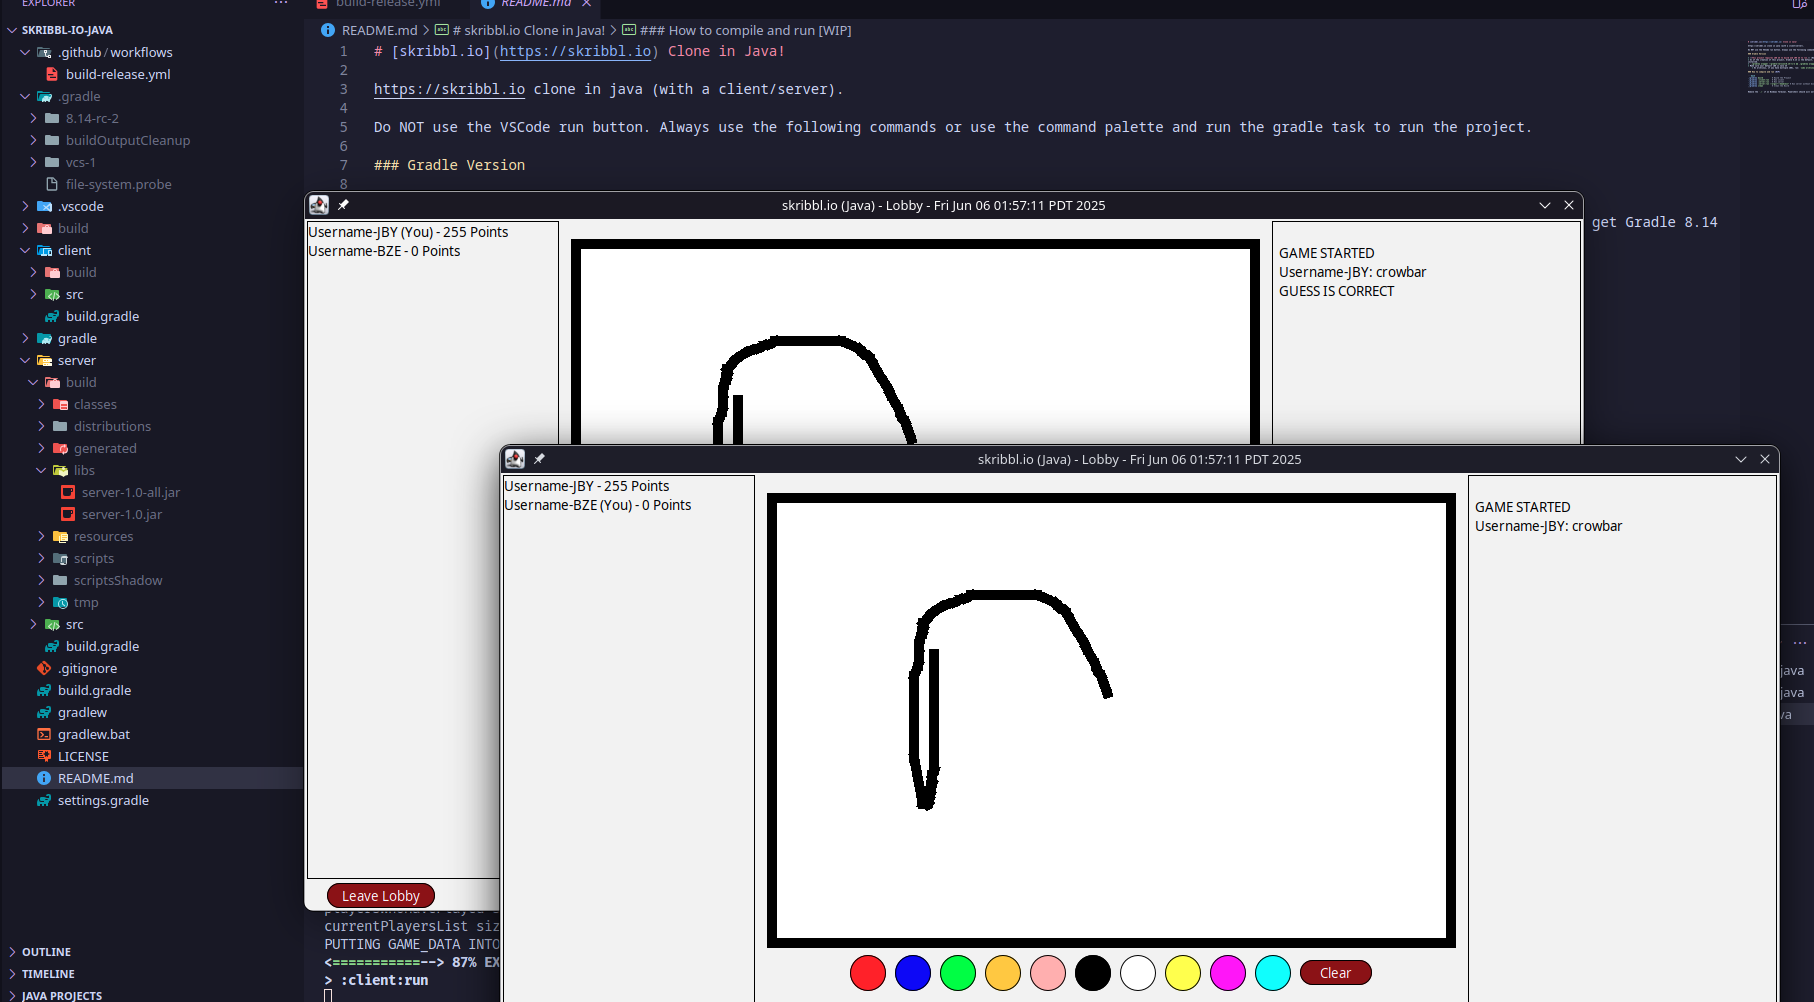 EXPLORER
SKRIBBL-IO-JAVA
.github / workflows
build-release.yml
.gradle
8.14-rc-2
buildOutputCleanup
vcs-1
file-system.probe
.vscode
build
client
build
src
build.gradle
gradle
server
build
classes
distributions
generated
libs
server-1.0-all.jar
server-1.0.jar
resources
scripts
scriptsShadow
tmp
src
build.gradle
.gitignore
build.gradle
gradlew
gradlew.bat
LICENSE
README.md
settings.gradle
OUTLINE
TIMELINE
JAVA PROJECTS
build-release.yml
README.md
README.md > # skribbl.io Clone in Java! > ### How to compile and run [WIP]
1 # [skribbl.io](https://skribbl.io) Clone in Java!
2
3 https://skribbl.io clone in java (with a client/server).
4
5 Do NOT use the VSCode run button. Always use the following commands or use the command palette and run the gradle task to run the project.
6
7 ### Gradle Version
8
get Gradle 8.14
skribbl.io (Java) - Lobby - Fri Jun 06 01:57:11 PDT 2025
Username-JBY (You) - 255 Points
Username-BZE - 0 Points
GAME STARTED
Username-JBY: crowbar
GUESS IS CORRECT
Leave Lobby
skribbl.io (Java) - Lobby - Fri Jun 06 01:57:11 PDT 2025
Username-JBY - 255 Points
Username-BZE (You) - 0 Points
GAME STARTED
Username-JBY: crowbar
Clear
currentPlayersList siz
PUTTING GAME_DATA INTO
<===========--> 87% EX
> :client:run
java
java
va